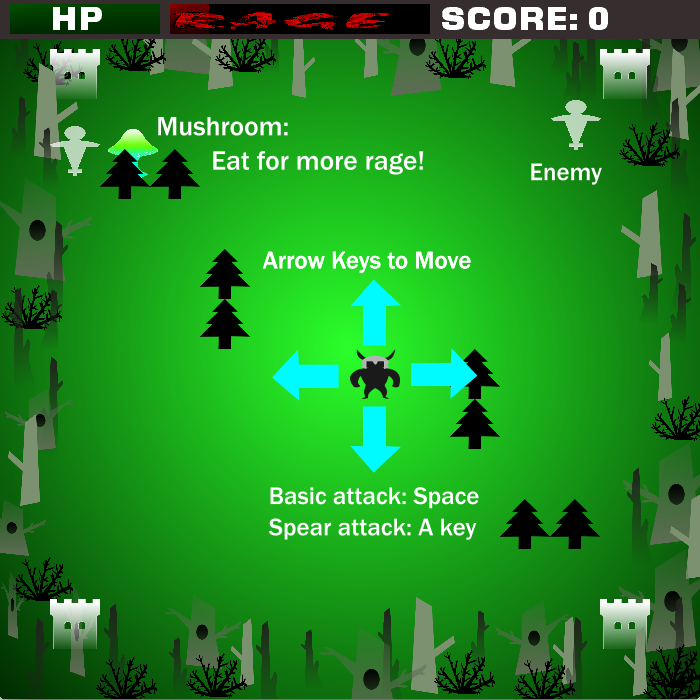 HP RAGE SCORE: 0
Mushroom:
Eat for more rage!
Enemy
Arrow Keys to Move
Basic attack: Space
Spear attack: A key